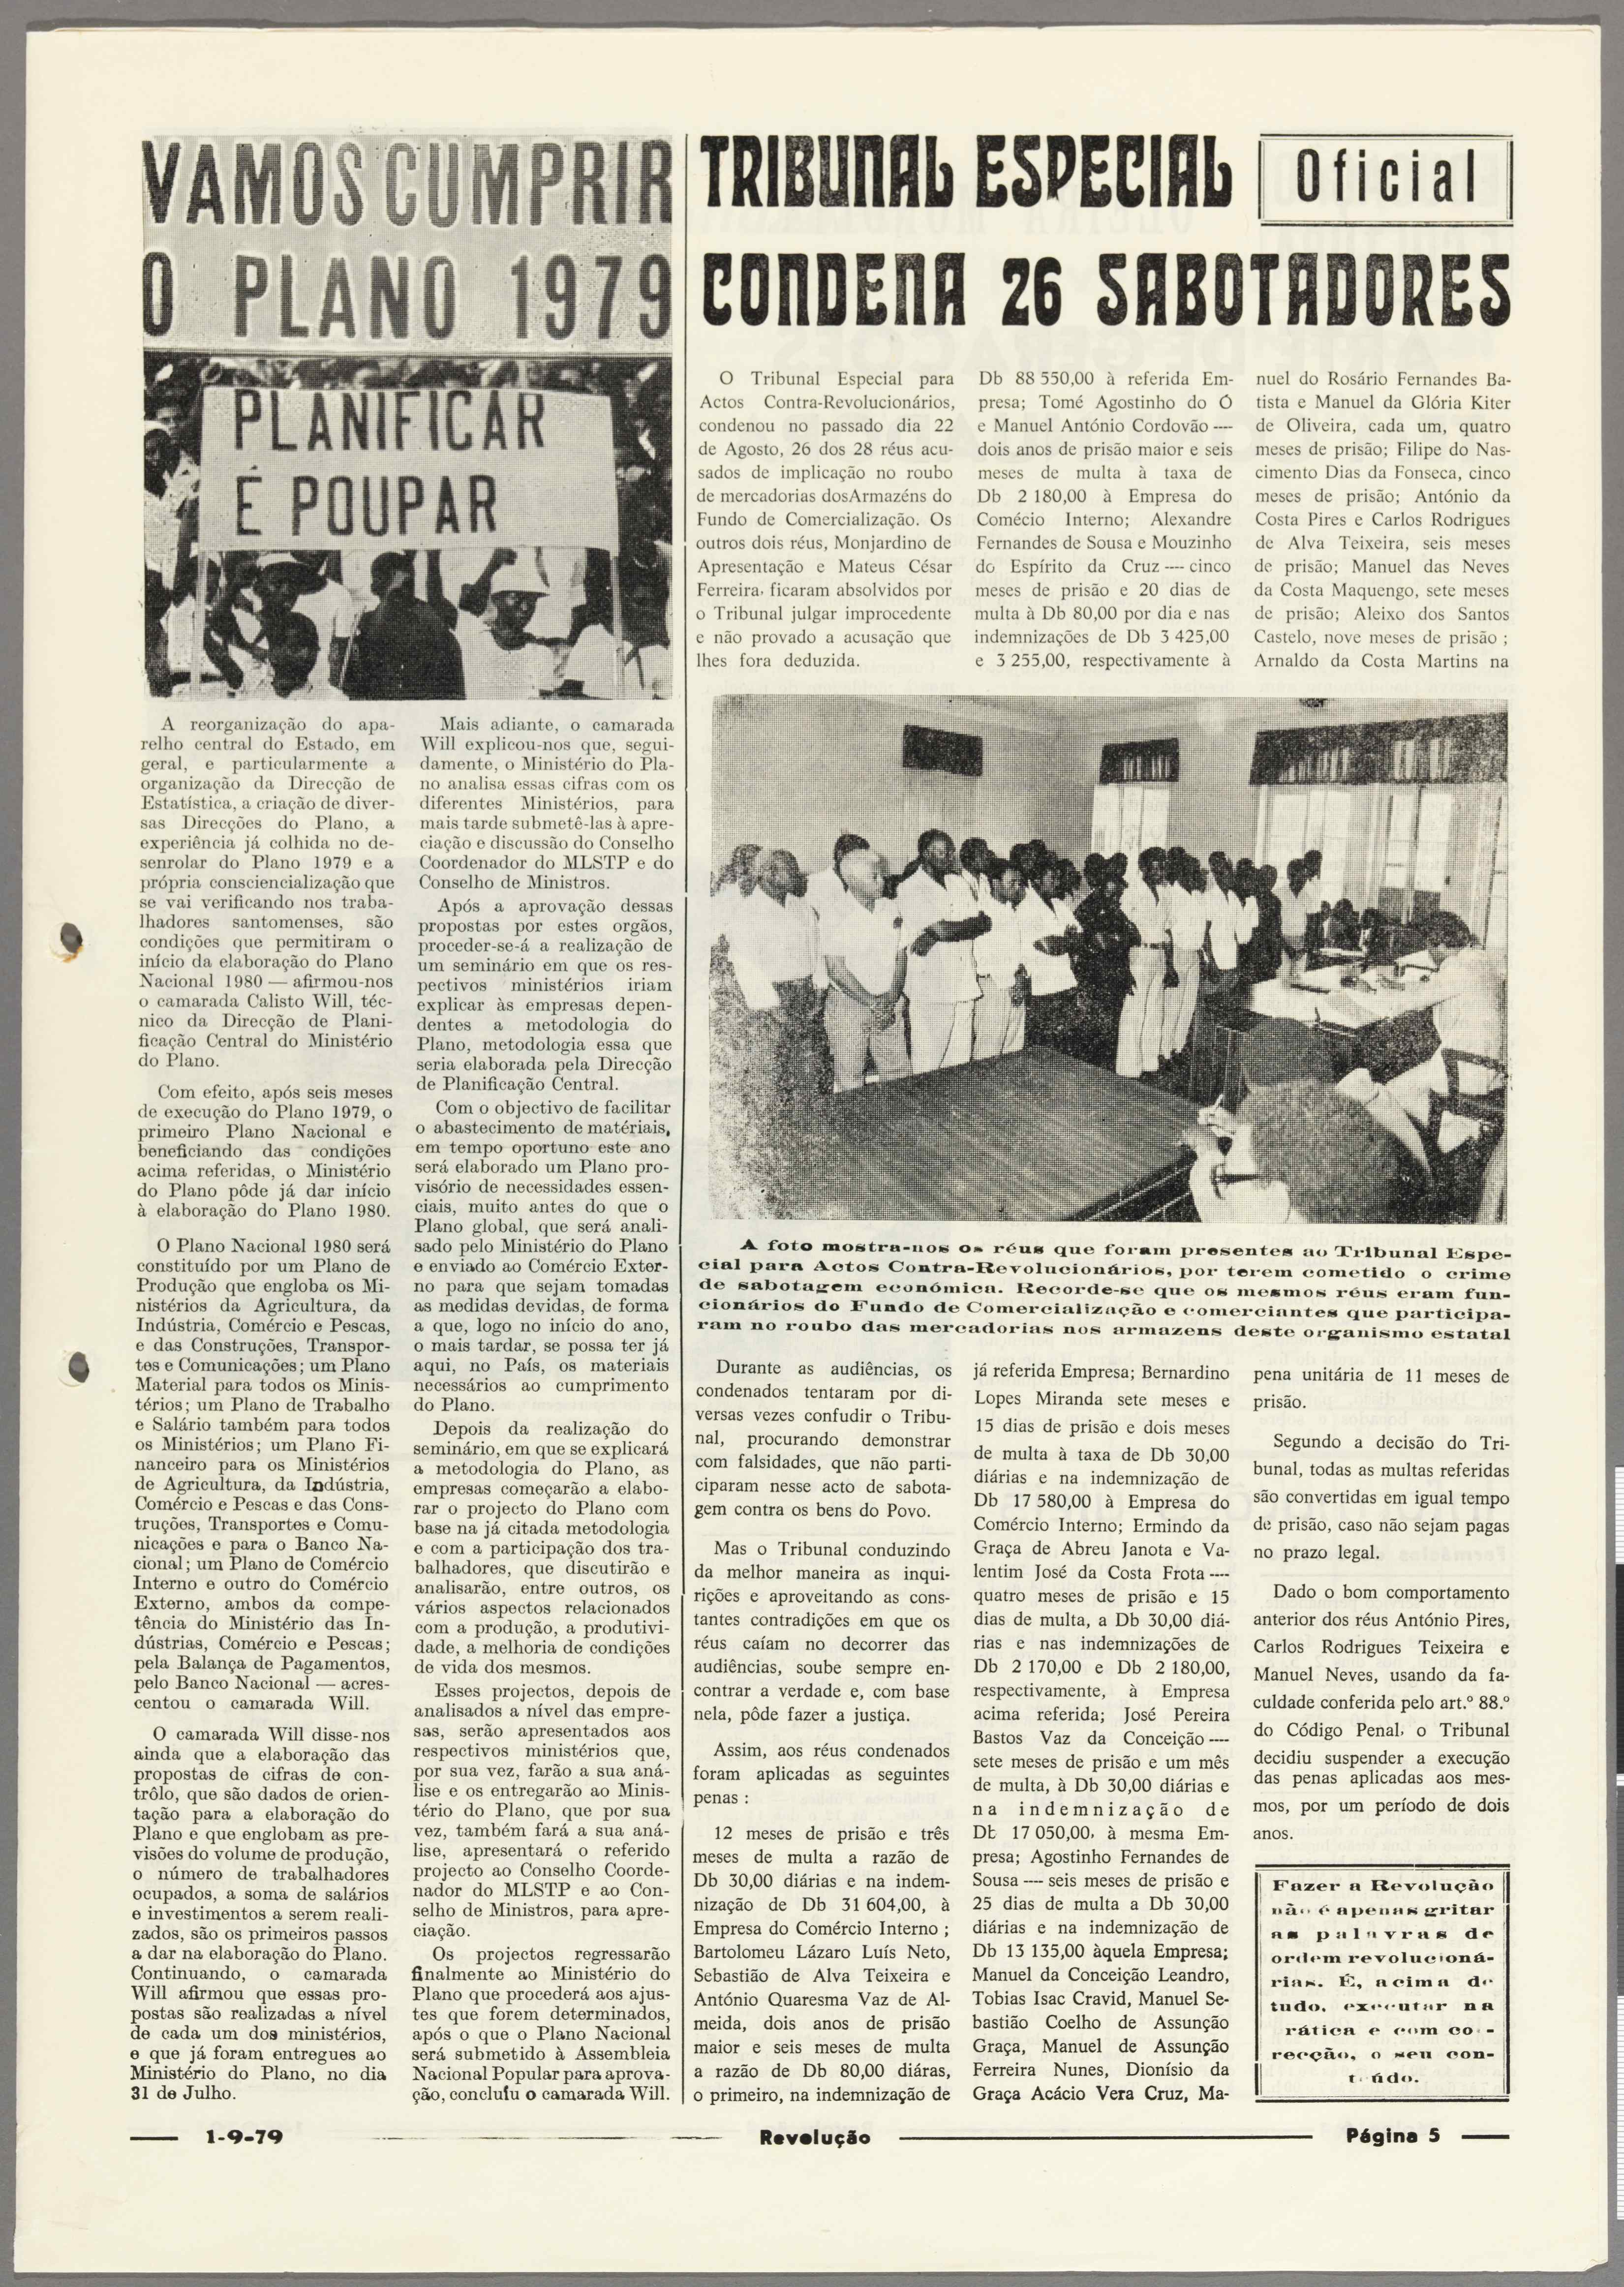 VAMOS CUMPRIR
O PLANO 1979
PLANIFICAR
É POUPAR
A reorganização do apa-
relho central do Estado, em
geral, e particularmente a
organização da Direcção de
Estatística, a criação de diver-
sas Direcções do Plano, a
experiência já colhida no de-
senrolar do Plano 1979 e a
própria consciencialização que
se vai verificando nos traba-
lhadores santomenses, são
condições que permitiram o
início da elaboração do Plano
Nacional 1980 — afirmou-nos
o camarada Calisto Will, téc-
nico da Direcção de Plani-
ficação Central do Ministério
do Plano.
Com efeito, após seis meses
de execução do Plano 1979, o
primeiro Plano Nacional e
beneficiando das condições
acima referidas, o Ministério
do Plano pôde já dar início
à elaboração do Plano 1980.
O Plano Nacional 1980 será
constituído por um Plano de
Produção que engloba os Mi-
nistérios da Agricultura, da
Indústria, Comércio e Pescas,
e das Construções, Transpor-
tes e Comunicações; um Plano
Material para todos os Minis-
térios; um Plano de Trabalho
e Salário também para todos
os Ministérios; um Plano Fi-
nanceiro para os Ministérios
de Agricultura, da Indústria,
Comércio e Pescas e das Cons-
truções, Transportes e Comu-
nicações e para o Banco Na-
cional; um Plano de Comércio
Interno e outro do Comércio
Externo, ambos da compe-
tência do Ministério das In-
dústrias, Comércio e Pescas;
pela Balança de Pagamentos,
pelo Banco Nacional — acres-
centou o camarada Will.
O camarada Will disse-nos
ainda que a elaboração das
propostas de cifras de con-
trôlo, que são dados de orien-
tação para a elaboração do
Plano e que englobam as pre-
visões do volume de produção,
o número de trabalhadores
ocupados, a soma de salários
e investimentos a serem reali-
zados, são os primeiros passos
a dar na elaboração do Plano.
Continuando, o camarada
Will afirmou que essas pro-
postas são realizadas a nível
de cada um dos ministérios,
e que já foram entregues ao
Ministério do Plano, no dia
31 de Julho.
Mais adiante, o camarada
Will explicou-nos que, segui-
damente, o Ministério do Pla-
no analisa essas cifras com os
diferentes Ministérios, para
mais tarde submetê-las à apre-
ciação e discussão do Conselho
Coordenador do MLSTP e do
Conselho de Ministros.
Após a aprovação dessas
propostas por estes orgãos,
proceder-se-á a realização de
um seminário em que os res-
pectivos ministérios iriam
explicar às empresas depen-
dentes a metodologia do
Plano, metodologia essa que
seria elaborada pela Direcção
de Planificação Central.
Com o objectivo de facilitar
o abastecimento de matériais,
em tempo oportuno este ano
será elaborado um Plano pro-
visório de necessidades essen-
ciais, muito antes do que o
Plano global, que será anali-
sado pelo Ministério do Plano
e enviado ao Comércio Exter-
no para que sejam tomadas
as medidas devidas, de forma
a que, logo no início do ano,
o mais tardar, se possa ter já
aqui, no País, os materiais
necessários ao cumprimento
do Plano.
Depois da realização do
seminário, em que se explicará
a metodologia do Plano, as
empresas começarão a elabo-
rar o projecto do Plano com
base na já citada metodologia
e com a participação dos tra-
balhadores, que discutirão e
analisarão, entre outros, os
vários aspectos relacionados
com a produção, a produtivi-
dade, a melhoria de condições
de vida dos mesmos.
Esses projectos, depois de
analisados a nível das empre-
sas, serão apresentados aos
respectivos ministérios que,
por sua vez, farão a sua aná-
lise e os entregarão ao Minis-
tério do Plano, que por sua
vez, também fará a sua aná-
lise, apresentará o referido
projecto ao Conselho Coorde-
nador do MLSTP e ao Con-
selho de Ministros, para apre-
ciação.
Os projectos regressarão
finalmente ao Ministério do
Plano que procederá aos ajus-
tes que forem determinados,
após o que o Plano Nacional
será submetido à Assembleia
Nacional Popular para aprova-
ção, concluiu o camarada Will.
TRIBUNAL ESPECIAL
CONDENA 26 SABOTADORES
Oficial
O Tribunal Especial para
Actos Contra-Revolucionários,
condenou no passado dia 22
de Agosto, 26 dos 28 réus acu-
sados de implicação no roubo
de mercadorias dosArmazéns do
Fundo de Comercialização. Os
outros dois réus, Monjardino de
Apresentação e Mateus César
Ferreira, ficaram absolvidos por
o Tribunal julgar improcedente
e não provado a acusação que
lhes fora deduzida.
Db 88 550,00 à referida Em-
presa; Tomé Agostinho do Ó
e Manuel António Cordovão —
dois anos de prisão maior e seis
meses de multa à taxa de
Db 2 180,00 à Empresa do
Comécio Interno; Alexandre
Fernandes de Sousa e Mouzinho
do Espírito da Cruz — cinco
meses de prisão e 20 dias de
multa à Db 80,00 por dia e nas
indemnizações de Db 3 425,00
e 3 255,00, respectivamente à
nuel do Rosário Fernandes Ba-
tista e Manuel da Glória Kiter
de Oliveira, cada um, quatro
meses de prisão; Filipe do Nas-
cimento Dias da Fonseca, cinco
meses de prisão; António da
Costa Pires e Carlos Rodrigues
de Alva Teixeira, seis meses
de prisão; Manuel das Neves
da Costa Maquengo, sete meses
de prisão; Aleixo dos Santos
Castelo, nove meses de prisão ;
Arnaldo da Costa Martins na
A foto mostra-nos os réus que foram presentes ao Tribunal Espe-
cial para Actos Contra-Revolucionários, por terem cometido o crime
de sabotagem económica. Recorde-se que os mesmos réus eram fun-
cionários do Fundo de Comercialização e comerciantes que participa-
ram no roubo das mercadorias nos armazens deste organismo estatal
Durante as audiências, os
condenados tentaram por di-
versas vezes confudir o Tribu-
nal, procurando demonstrar
com falsidades, que não parti-
ciparam nesse acto de sabota-
gem contra os bens do Povo.
Mas o Tribunal conduzindo
da melhor maneira as inqui-
rições e aproveitando as cons-
tantes contradições em que os
réus caíam no decorrer das
audiências, soube sempre en-
contrar a verdade e, com base
nela, pôde fazer a justiça.
Assim, aos réus condenados
foram aplicadas as seguintes
penas :
12 meses de prisão e três
meses de multa a razão de
Db 30,00 diárias e na indem-
nização de Db 31 604,00, à
Empresa do Comércio Interno ;
Bartolomeu Lázaro Luís Neto,
Sebastião de Alva Teixeira e
António Quaresma Vaz de Al-
meida, dois anos de prisão
maior e seis meses de multa
a razão de Db 80,00 diáras,
o primeiro, na indemnização de
já referida Empresa; Bernardino
Lopes Miranda sete meses e
15 dias de prisão e dois meses
de multa à taxa de Db 30,00
diárias e na indemnização de
Db 17 580,00 à Empresa do
Comércio Interno; Ermindo da
Graça de Abreu Janota e Va-
lentim José da Costa Frota —
quatro meses de prisão e 15
dias de multa, a Db 30,00 diá-
rias e nas indemnizações de
Db 2 170,00 e Db 2 180,00,
respectivamente, à Empresa
acima referida; José Pereira
Bastos Vaz da Conceição —
sete meses de prisão e um mês
de multa, à Db 30,00 diárias e
na indemnização de
Db 17 050,00, à mesma Em-
presa; Agostinho Fernandes de
Sousa — seis meses de prisão e
25 dias de multa a Db 30,00
diárias e na indemnização de
Db 13 135,00 àquela Empresa;
Manuel da Conceição Leandro,
Tobias Isac Cravid, Manuel Se-
bastião Coelho de Assunção
Graça, Manuel de Assunção
Ferreira Nunes, Dionísio da
Graça Acácio Vera Cruz, Ma-
pena unitária de 11 meses de
prisão.
Segundo a decisão do Tri-
bunal, todas as multas referidas
são convertidas em igual tempo
de prisão, caso não sejam pagas
no prazo legal.
Dado o bom comportamento
anterior dos réus António Pires,
Carlos Rodrigues Teixeira e
Manuel Neves, usando da fa-
culdade conferida pelo art.º 88.º
do Código Penal, o Tribunal
decidiu suspender a execução
das penas aplicadas aos mes-
mos, por um período de dois
anos.
Fazer a Revolução
não é apenas gritar
as palavras de
ordem revolucioná-
rias. É, acima de
tudo, executar na
rática e com co -
recção, o seu con-
t údo.
1-9-79
Revolução
Página 5